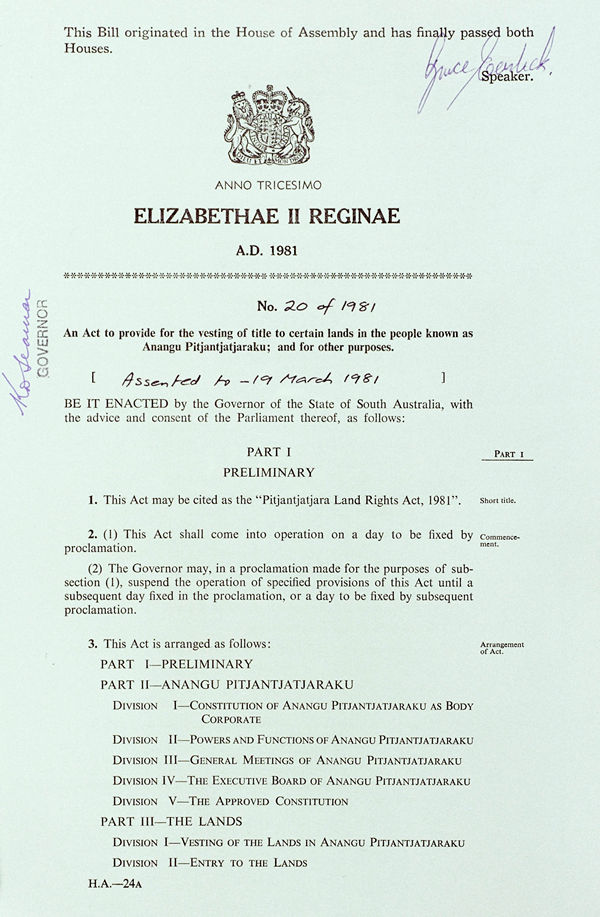 This Bill originated in the House of Assembly and has finally passed both
Houses.
Speaker.
ANNO TRICESIMO
ELIZABETHAE II REGINAE
A.D. 1981
No. 20 of 1981
GOVERNOR
An Act to provide for the vesting of title to certain lands in the people known as
Anangu Pitjantjatjaraku; and for other purposes.
[ Assented to - 19 March 1981 ]
BE IT ENACTED by the Governor of the State of South Australia, with
the advice and consent of the Parliament thereof, as follows:
PART I
PART I
PRELIMINARY
1. This Act may be cited as the “Pitjantjatjara Land Rights Act, 1981”.
Short title.
2. (1) This Act shall come into operation on a day to be fixed by
proclamation.
Commence-
ment.
(2) The Governor may, in a proclamation made for the purposes of sub-
section (1), suspend the operation of specified provisions of this Act until a
subsequent day fixed in the proclamation, or a day to be fixed by subsequent
proclamation.
3. This Act is arranged as follows:
Arrangement
of Act.
PART I—PRELIMINARY
PART II—ANANGU PITJANTJATJARAKU
DIVISION I—CONSTITUTION OF ANANGU PITJANTJATJARAKU AS BODY
CORPORATE
DIVISION II—POWERS AND FUNCTIONS OF ANANGU PITJANTJATJARAKU
DIVISION III—GENERAL MEETINGS OF ANANGU PITJANTJATJARAKU
DIVISION IV—THE EXECUTIVE BOARD OF ANANGU PITJANTJATJARAKU
DIVISION V—THE APPROVED CONSTITUTION
PART III—THE LANDS
DIVISION I—VESTING OF THE LANDS IN ANANGU PITJANTJATJARAKU
DIVISION II—ENTRY TO THE LANDS
H.A.—24A